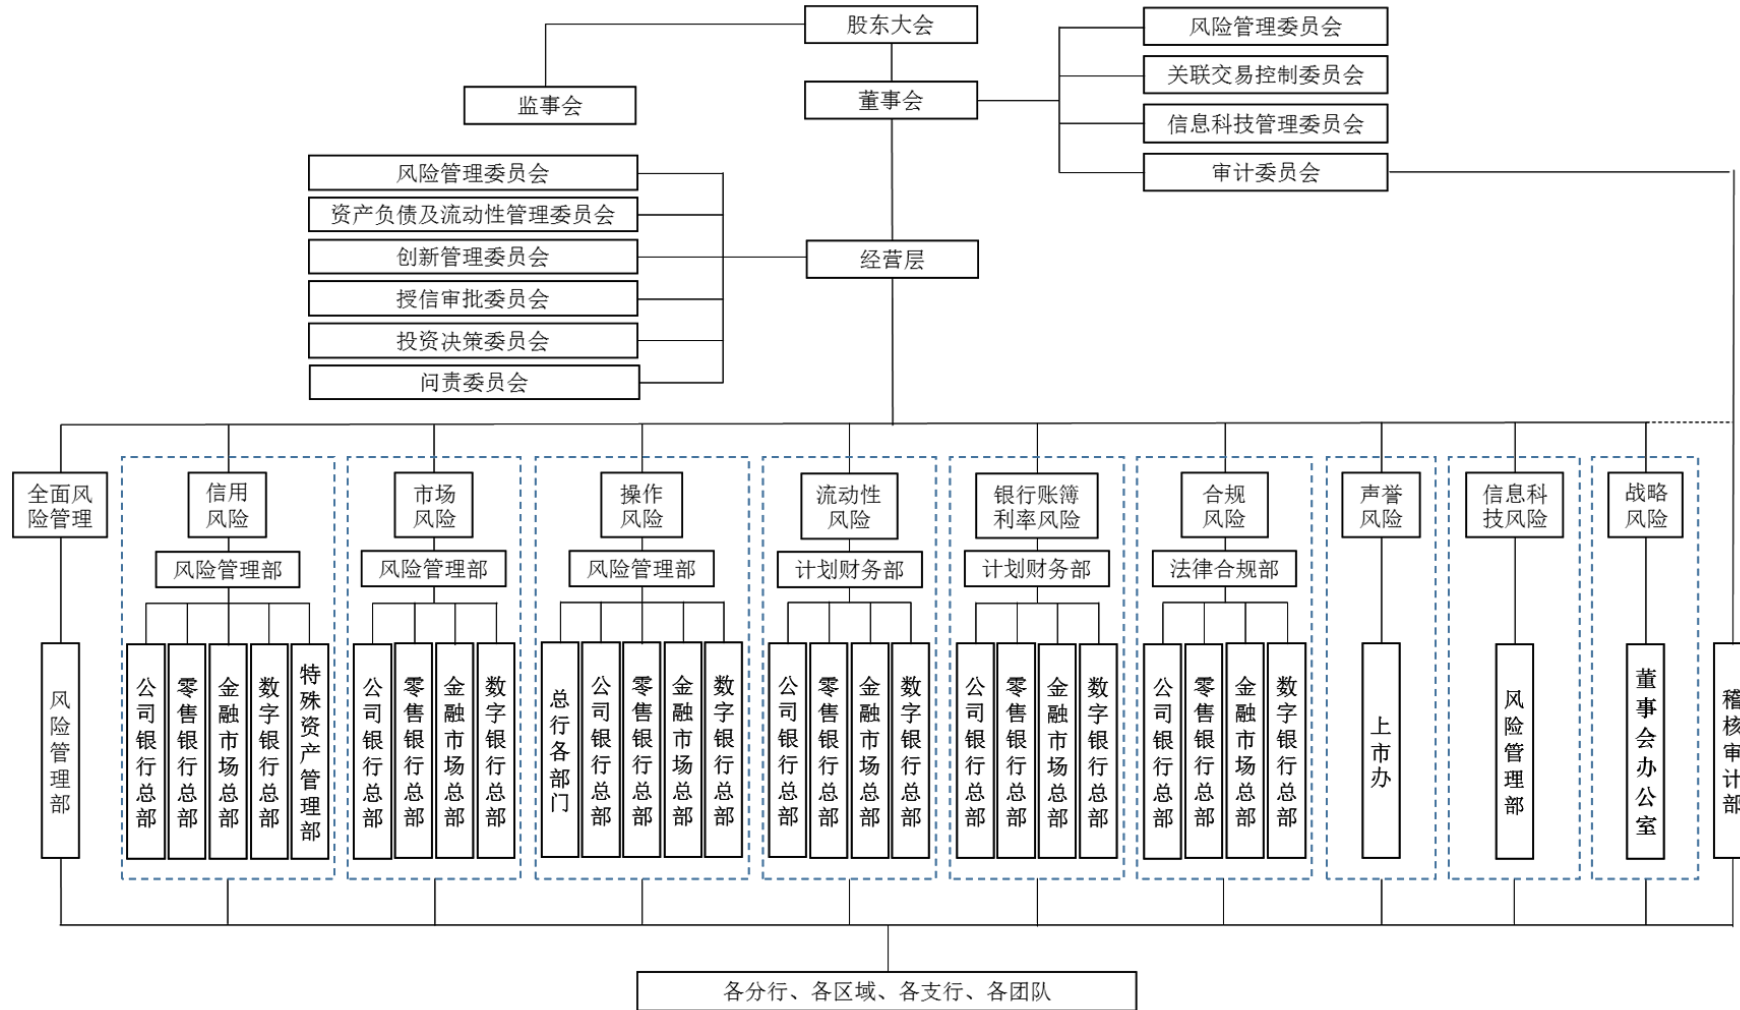 股东大会
风险管理委员会
关联交易控制委员会
监事会
董事会
信息科技管理委员会
审计委员会
风险管理委员会
资产负债及流动性管理委员会
创新管理委员会
经营层
授信审批委员会
投资决策委员会
问责委员会
全面风
险管理
信用
风险
市场
风险
操作
风险
流动性
风险
银行账簿
利率风险
合规
风险
声誉
风险
信息科
技风险
战略
风险
风险管理部
风险管理部
风险管理部
计划财务部
计划财务部
法律合规部
风险管理部
公司银行总部
零售银行总部
金融市场总部
数字银行总部
特殊资产管理部
公司银行总部
零售银行总部
金融市场总部
数字银行总部
总行各部门
公司银行总部
零售银行总部
金融市场总部
数字银行总部
公司银行总部
零售银行总部
金融市场总部
数字银行总部
公司银行总部
零售银行总部
金融市场总部
数字银行总部
公司银行总部
零售银行总部
金融市场总部
数字银行总部
上市办
风险管理部
董事会办公室
稽核审计部
各分行、各区域、各支行、各团队